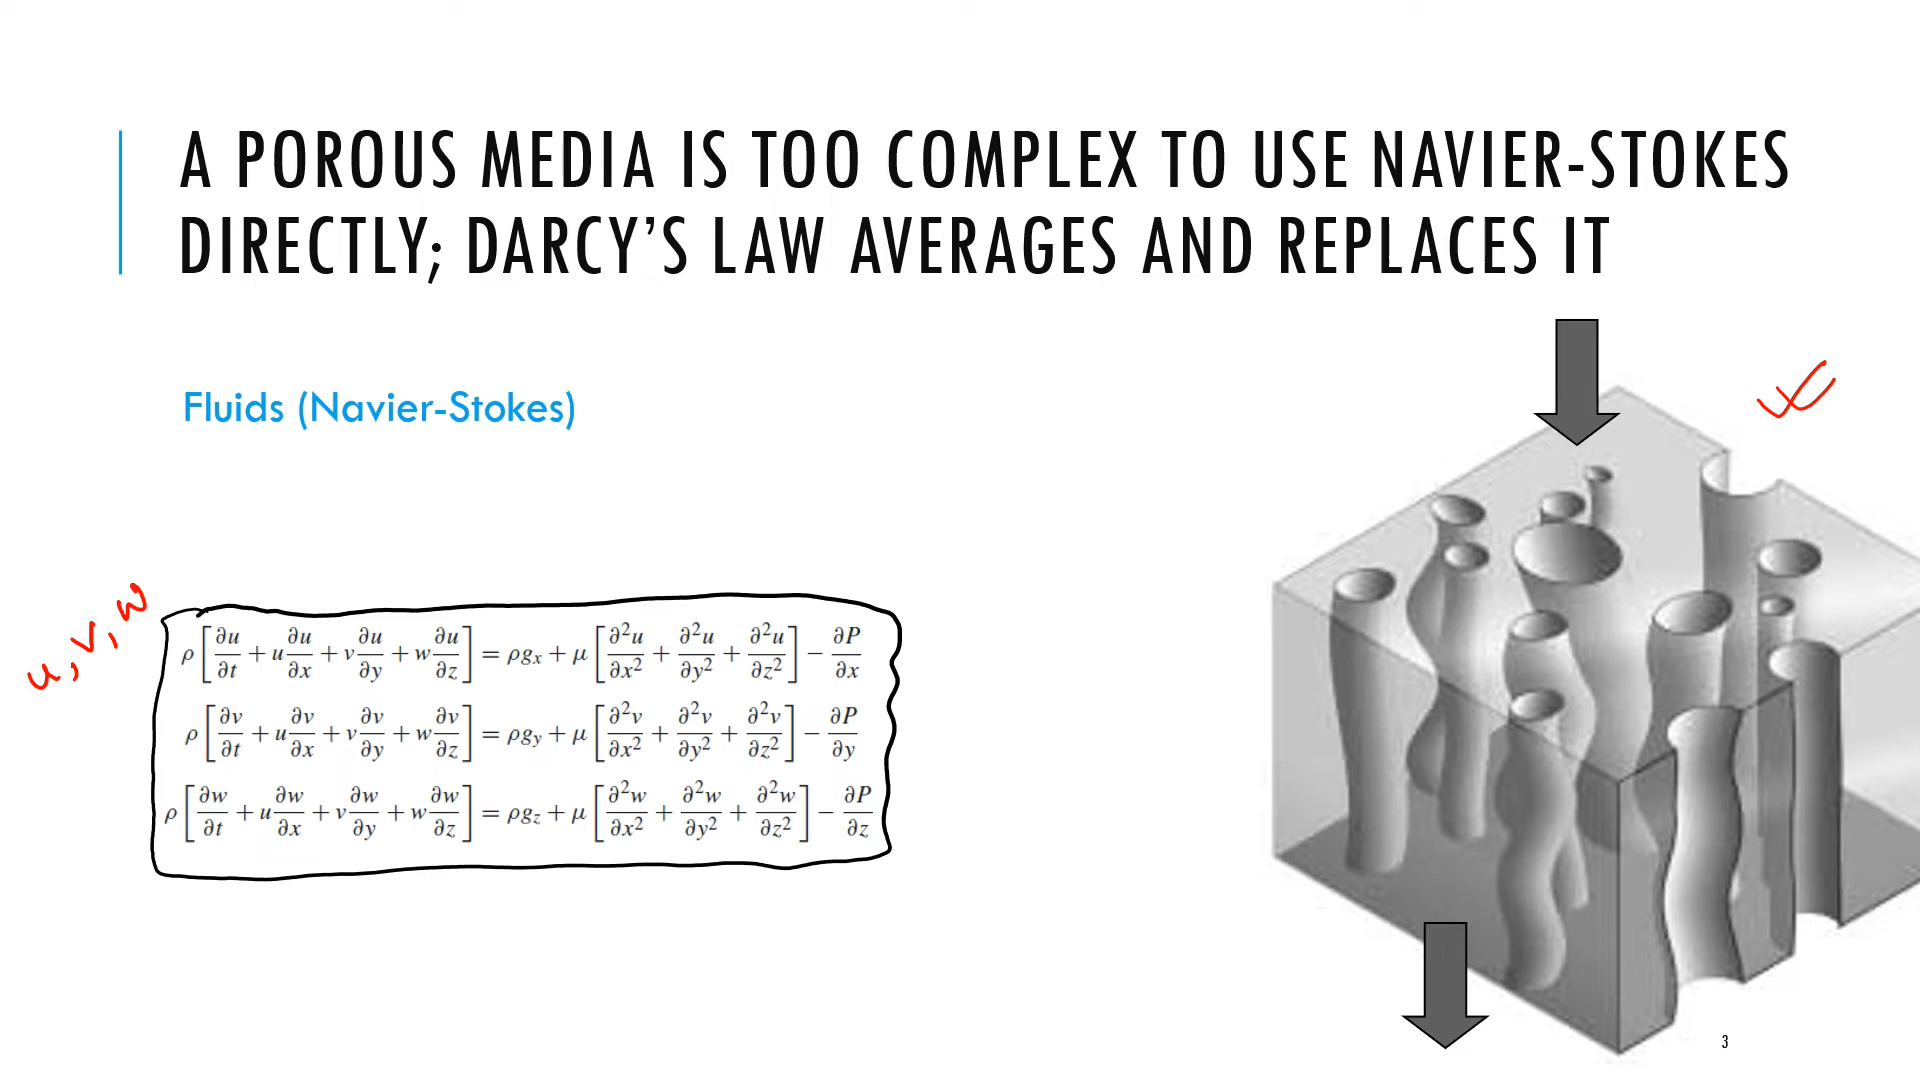 A POROUS MEDIA IS TOO COMPLEX TO USE NAVIER-STOKES
DIRECTLY; DARCY'S LAW AVERAGES AND REPLACES IT
Fluids (Navier-Stokes)
u, v, w
ρ[∂u/∂t + u ∂u/∂x + v ∂u/∂y + w ∂u/∂z] = ρgₓ + μ[∂²u/∂x² + ∂²u/∂y² + ∂²u/∂z²] − ∂P/∂x
ρ[∂v/∂t + u ∂v/∂x + v ∂v/∂y + w ∂v/∂z] = ρg_y + μ[∂²v/∂x² + ∂²v/∂y² + ∂²v/∂z²] − ∂P/∂y
ρ[∂w/∂t + u ∂w/∂x + v ∂w/∂y + w ∂w/∂z] = ρg_z + μ[∂²w/∂x² + ∂²w/∂y² + ∂²w/∂z²] − ∂P/∂z
3